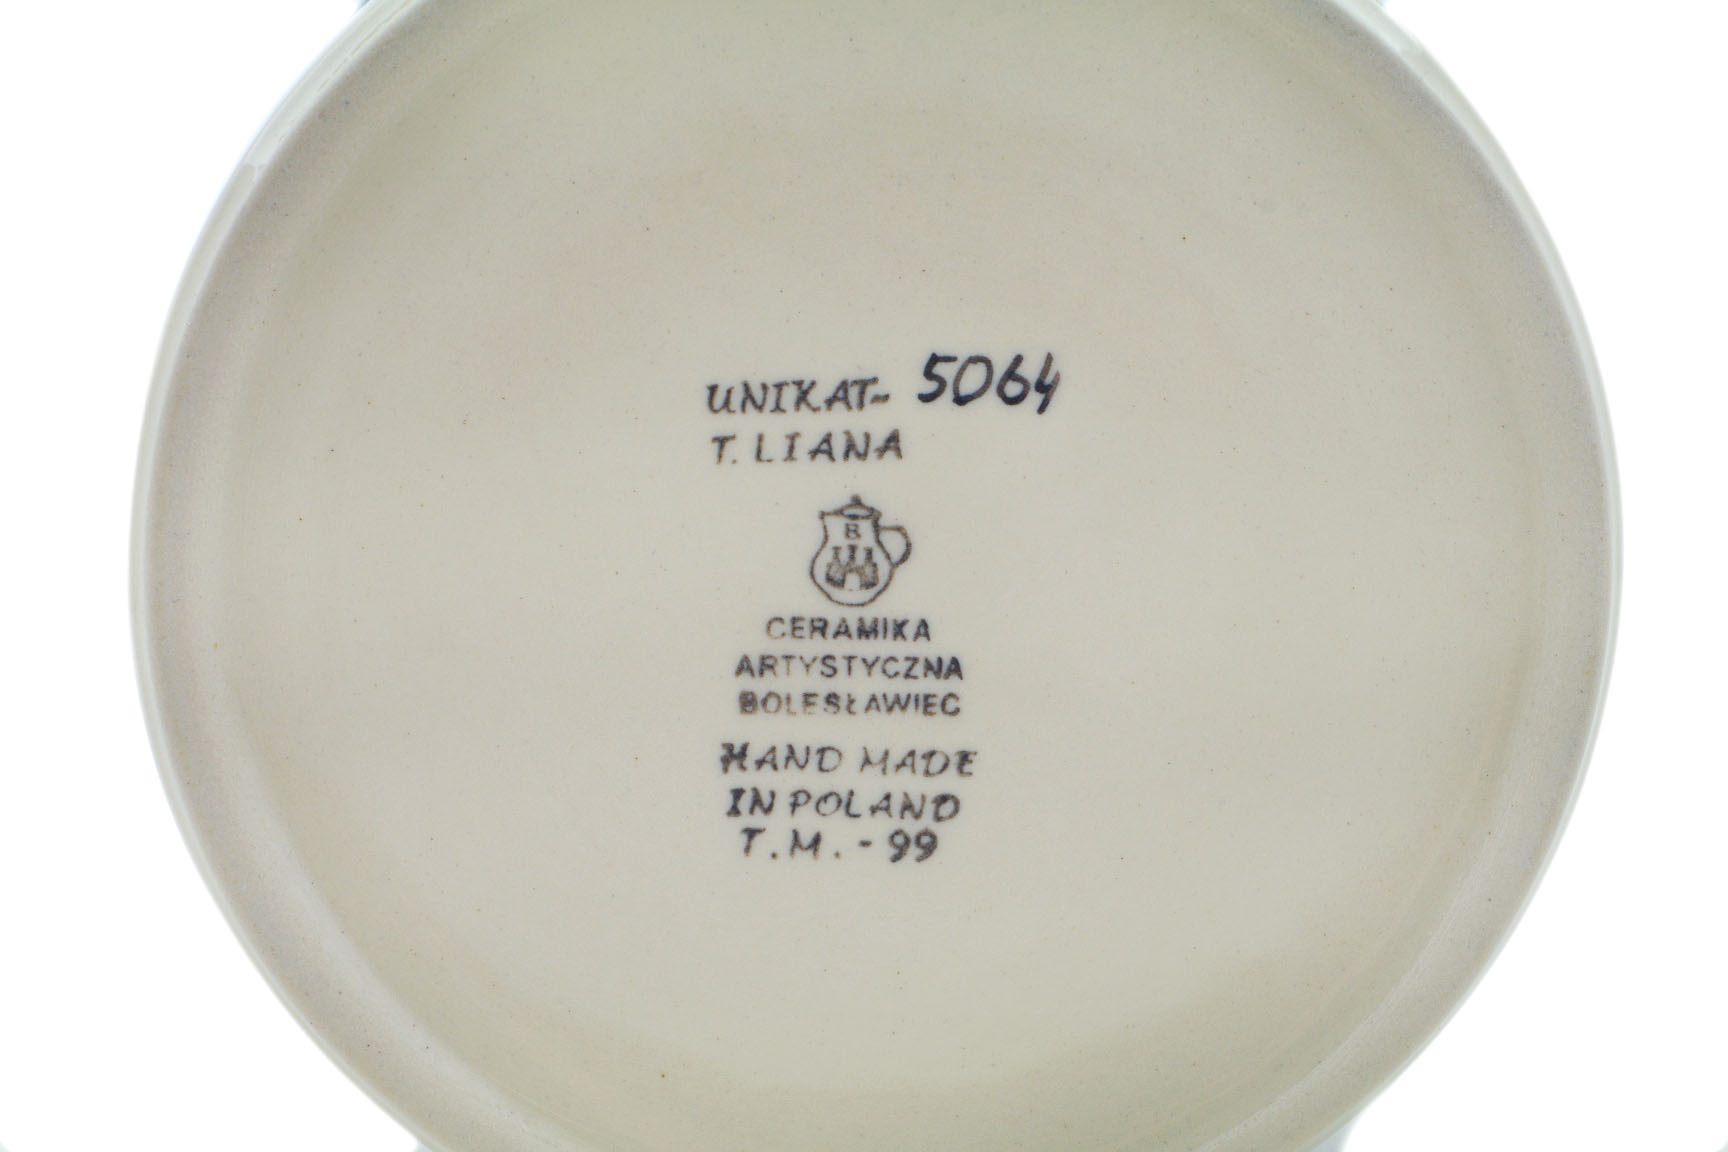 UNIKAT- 5064
T. LIANA
B
CERAMIKA
ARTYSTYCZNA
BOLESŁAWIEC
HAND MADE
IN POLAND
T.M. - 99